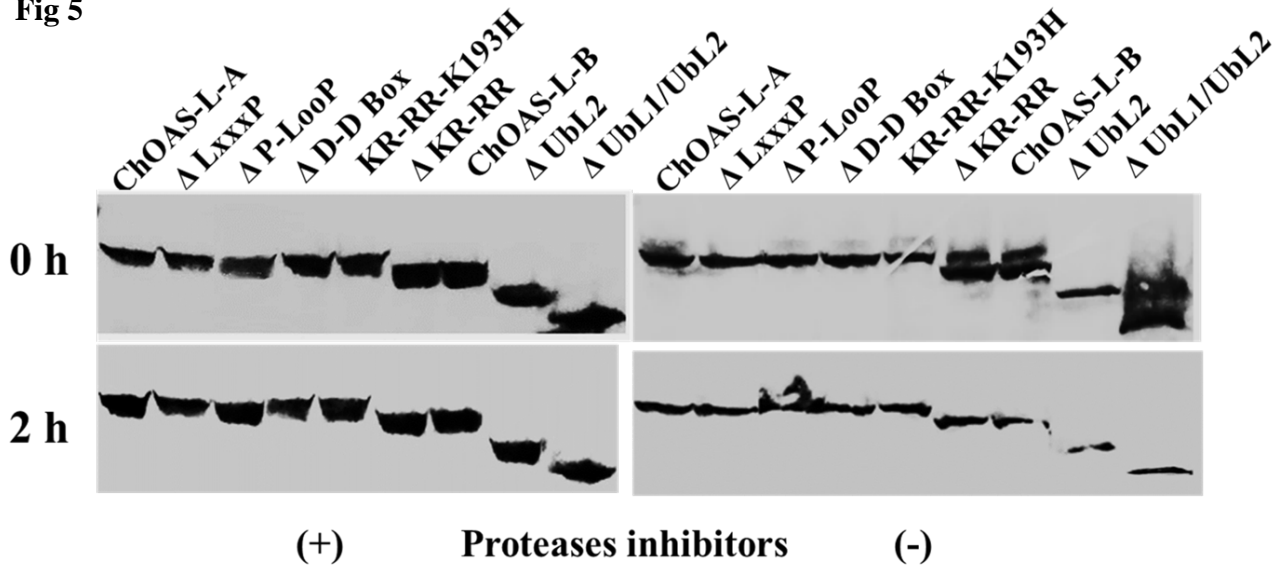 Fig 5
ChOAS-L-A
Δ LxxxP
Δ P-LooP
Δ D-D Box
KR-RR-K193H
Δ KR-RR
ChOAS-L-B
Δ UbL2
Δ UbL1/UbL2
ChOAS-L-A
Δ LxxxP
Δ P-LooP
Δ D-D Box
KR-RR-K193H
Δ KR-RR
ChOAS-L-B
Δ UbL2
Δ UbL1/UbL2
0 h
2 h
(+) Proteases inhibitors (-)